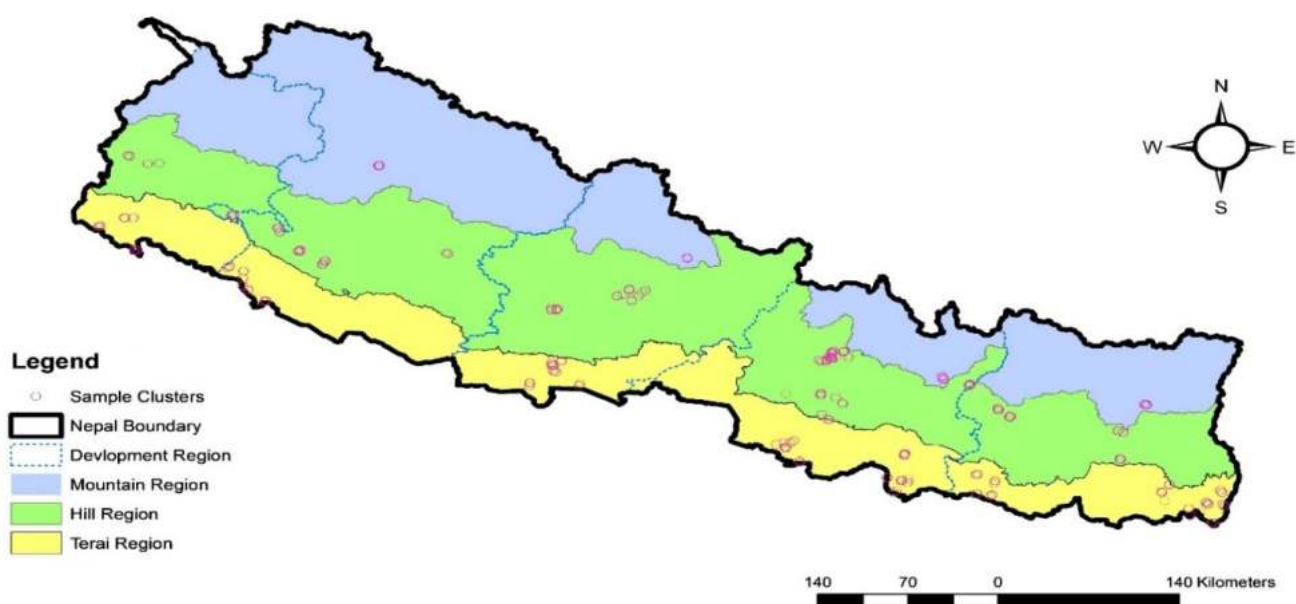 N
W E
S
Legend
Sample Clusters
Nepal Boundary
Devlopment Region
Mountain Region
Hill Region
Terai Region
140 70 0 140 Kilometers